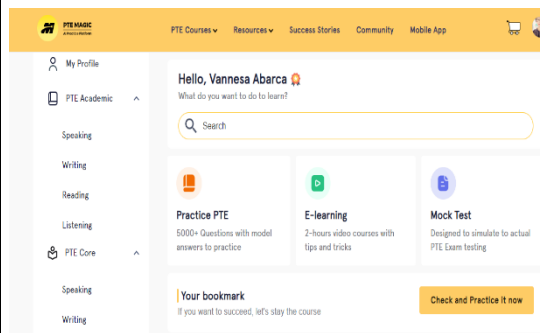 PTE MAGIC
PTE Courses Resources Success Stories Community Mobile App
My Profile
PTE Academic
Speaking
Writing
Reading
Listening
PTE Core
Speaking
Writing
Hello, Vannesa Abarca
What do you want to do to learn?
Search
Practice PTE
5000+ Questions with model
answers to practice
E-learning
2-hours video courses with
tips and tricks
Mock Test
Designed to simulate to actual
PTE Exam testing
Your bookmark
If you want to succeed, let's stay
the course
Check and Practice it now